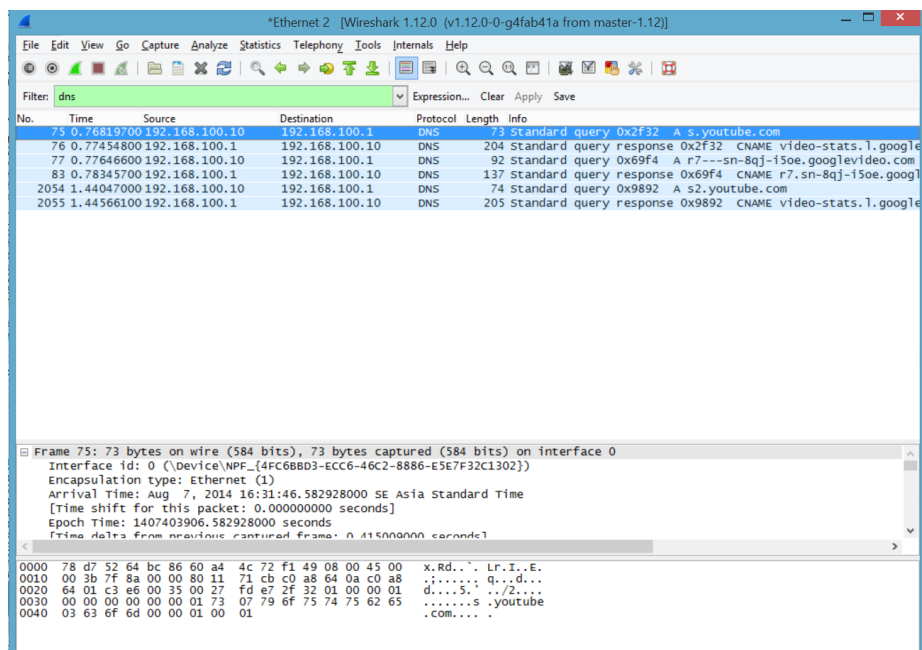 *Ethernet 2 [Wireshark 1.12.0 (v1.12.0-0-g4fab41a from master-1.12)]
File Edit View Go Capture Analyze Statistics Telephony Tools Internals Help
Filter: dns Expression... Clear Apply Save
No. Time Source Destination Protocol Length Info
75 0.76819700 192.168.100.10 192.168.100.1 DNS 73 Standard query 0x2f32 A s.youtube.com
76 0.77454800 192.168.100.1 192.168.100.10 DNS 204 Standard query response 0x2f32 CNAME video-stats.l.google
77 0.77646600 192.168.100.10 192.168.100.1 DNS 92 Standard query 0x69f4 A r7---sn-8qj-i5oe.googlevideo.com
83 0.78345700 192.168.100.1 192.168.100.10 DNS 137 Standard query response 0x69f4 CNAME r7.sn-8qj-i5oe.googl
2054 1.44047000 192.168.100.10 192.168.100.1 DNS 74 Standard query 0x9892 A s2.youtube.com
2055 1.44566100 192.168.100.1 192.168.100.10 DNS 205 Standard query response 0x9892 CNAME video-stats.l.google
Frame 75: 73 bytes on wire (584 bits), 73 bytes captured (584 bits) on interface 0
Interface id: 0 (\Device\NPF_{4FC6BBD3-ECC6-46C2-8886-E5E7F32C1302})
Encapsulation type: Ethernet (1)
Arrival Time: Aug 7, 2014 16:31:46.582928000 SE Asia Standard Time
[Time shift for this packet: 0.000000000 seconds]
Epoch Time: 1407403906.582928000 seconds
[Time delta from previous captured frame: 0.415009000 seconds]
0000 78 d7 52 64 bc 86 60 a4 4c 72 f1 49 08 00 45 00 x.Rd..`. Lr.I..E.
0010 00 3b 7f 8a 00 00 80 11 71 cb c0 a8 64 0a c0 a8 .;...... q...d...
0020 64 01 c3 e6 00 35 00 27 fd e7 2f 32 01 00 00 01 d....5.' ../2....
0030 00 00 00 00 00 00 01 73 07 79 6f 75 74 75 62 65 .......s .youtube
0040 03 63 6f 6d 00 00 01 00 01 .com.... .